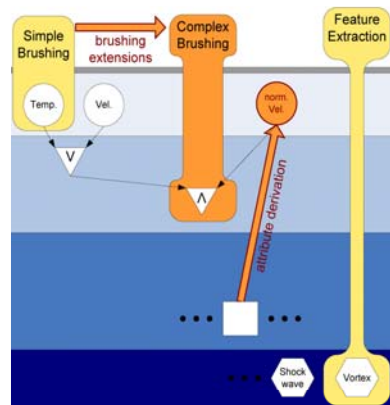 Simple
Brushing
brushing
extensions
Complex
Brushing
Feature
Extraction
Temp.
Vel.
norm.
Vel.
V
Λ
attribute derivation
Shock
wave
Vortex